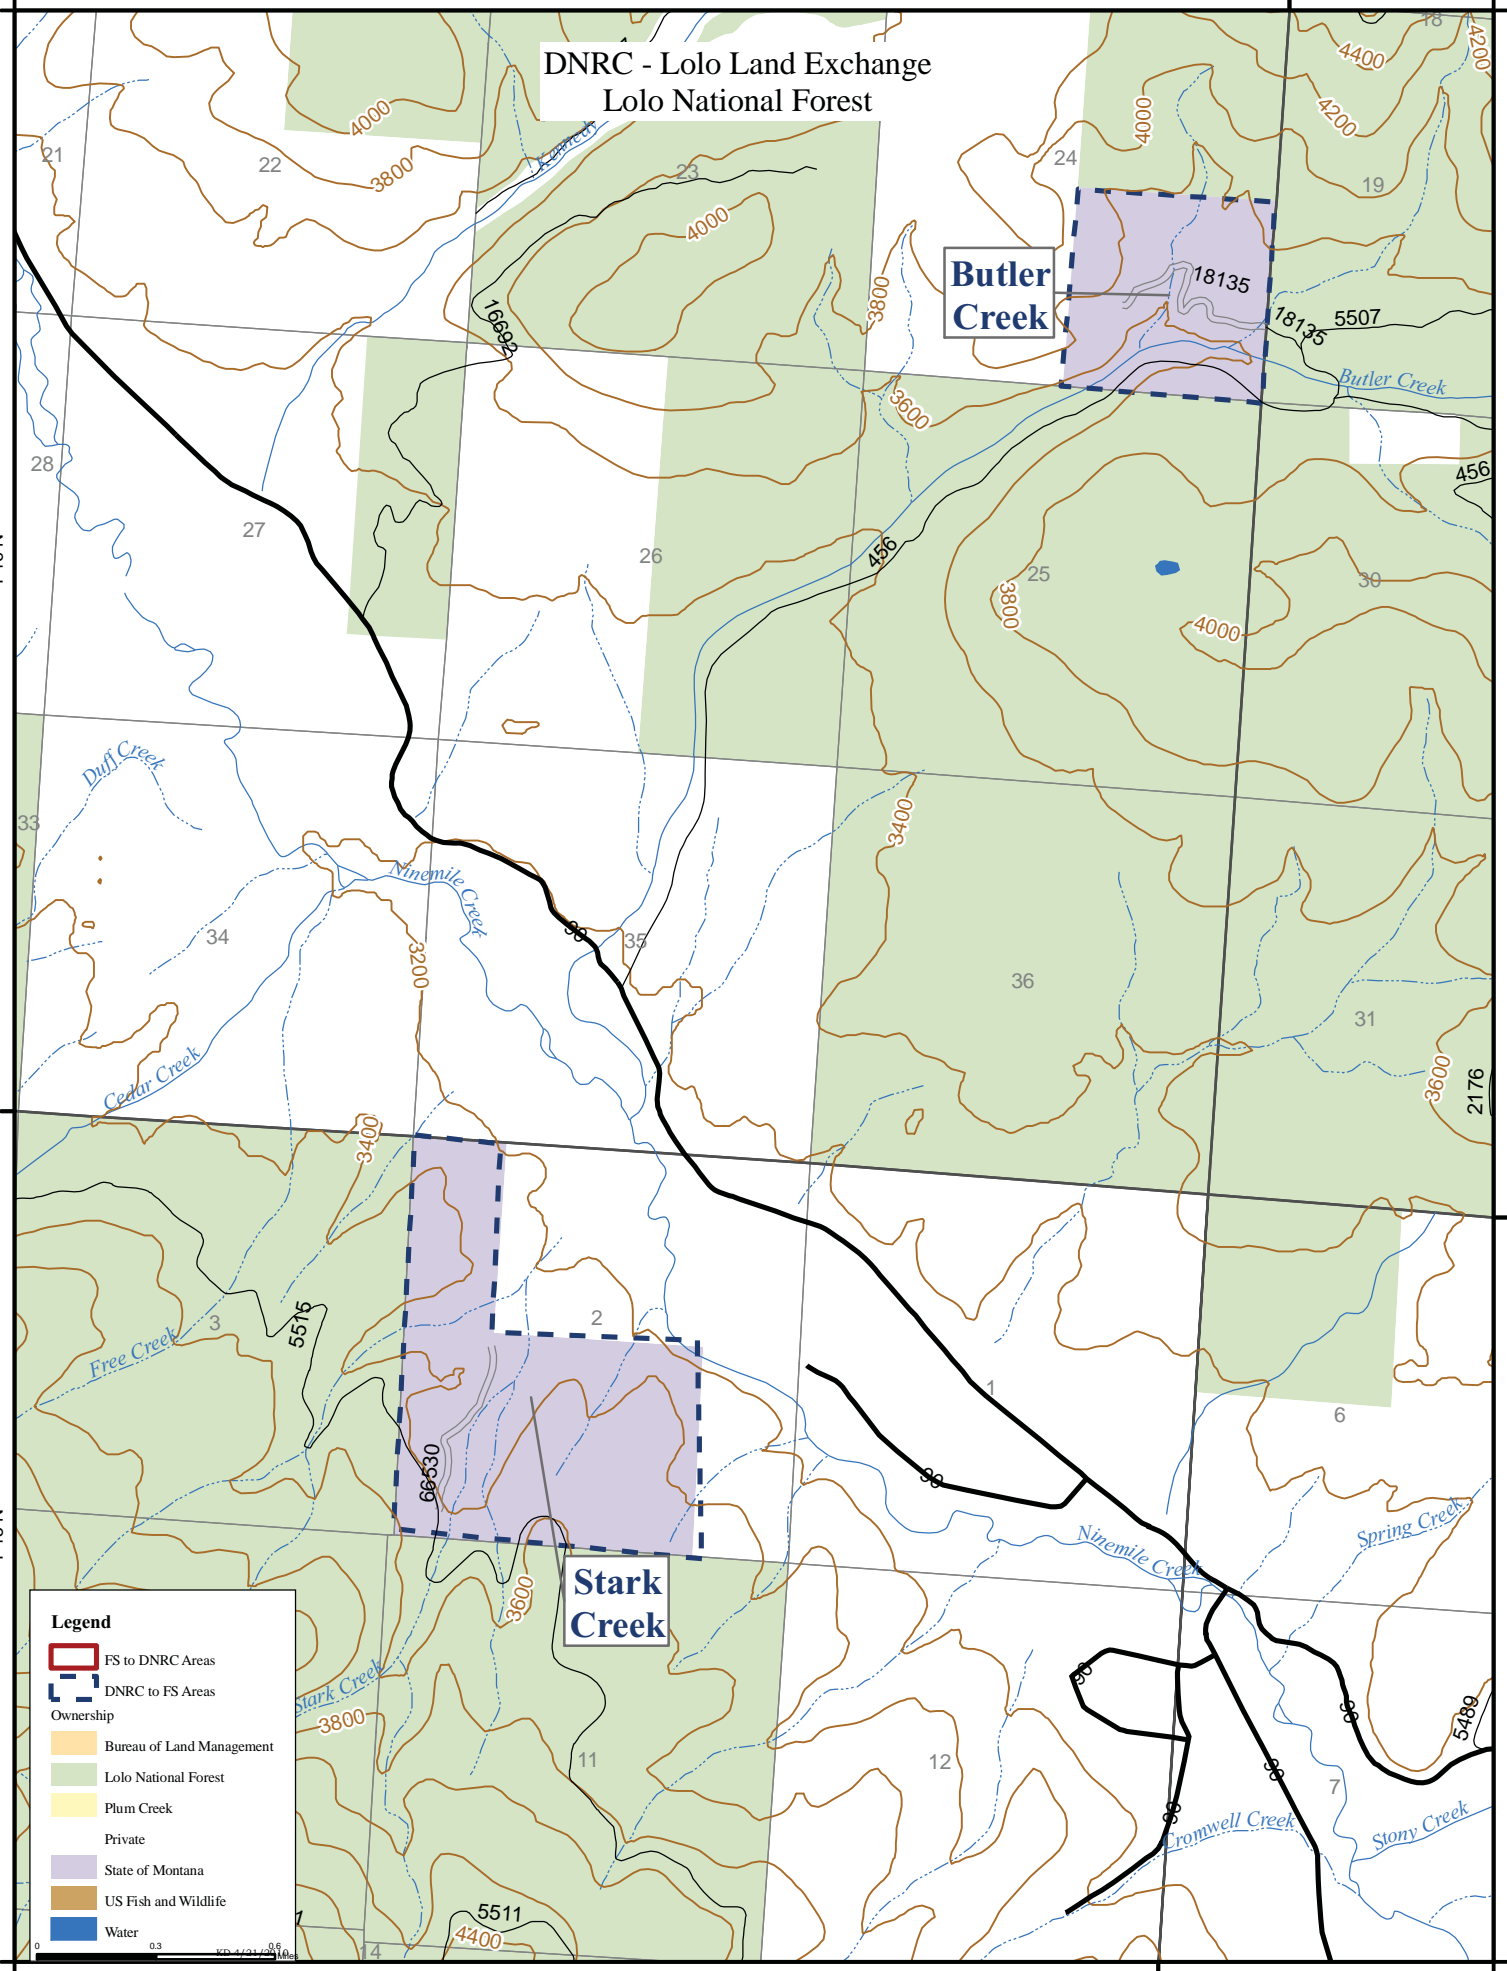 DNRC - Lolo Land Exchange
Lolo National Forest
18
4200
4400
4000
4200
4000
Kennedy
21
22
3800
23
24
19
4000
Butler
Creek
18135
3800
16692
18135
5507
Butler Creek
3600
28
456
27
26
456
25
30
3800
4000
Duff Creek
33
3400
Ninemile Creek
34
90
35
3200
36
31
Cedar Creek
3600
2176
3400
2
3
5515
Free Creek
1
6
66530
90
Spring Creek
Ninemile Creek
Stark
Creek
3600
Stark Creek
3800
90
90
5489
11
12
90
7
90
Cromwell Creek
Stony Creek
5511
4400
14
Legend
FS to DNRC Areas
DNRC to FS Areas
Ownership
Bureau of Land Management
Lolo National Forest
Plum Creek
Private
State of Montana
US Fish and Wildlife
Water
0 0.3 0.6
Miles
KD 4/21/2010